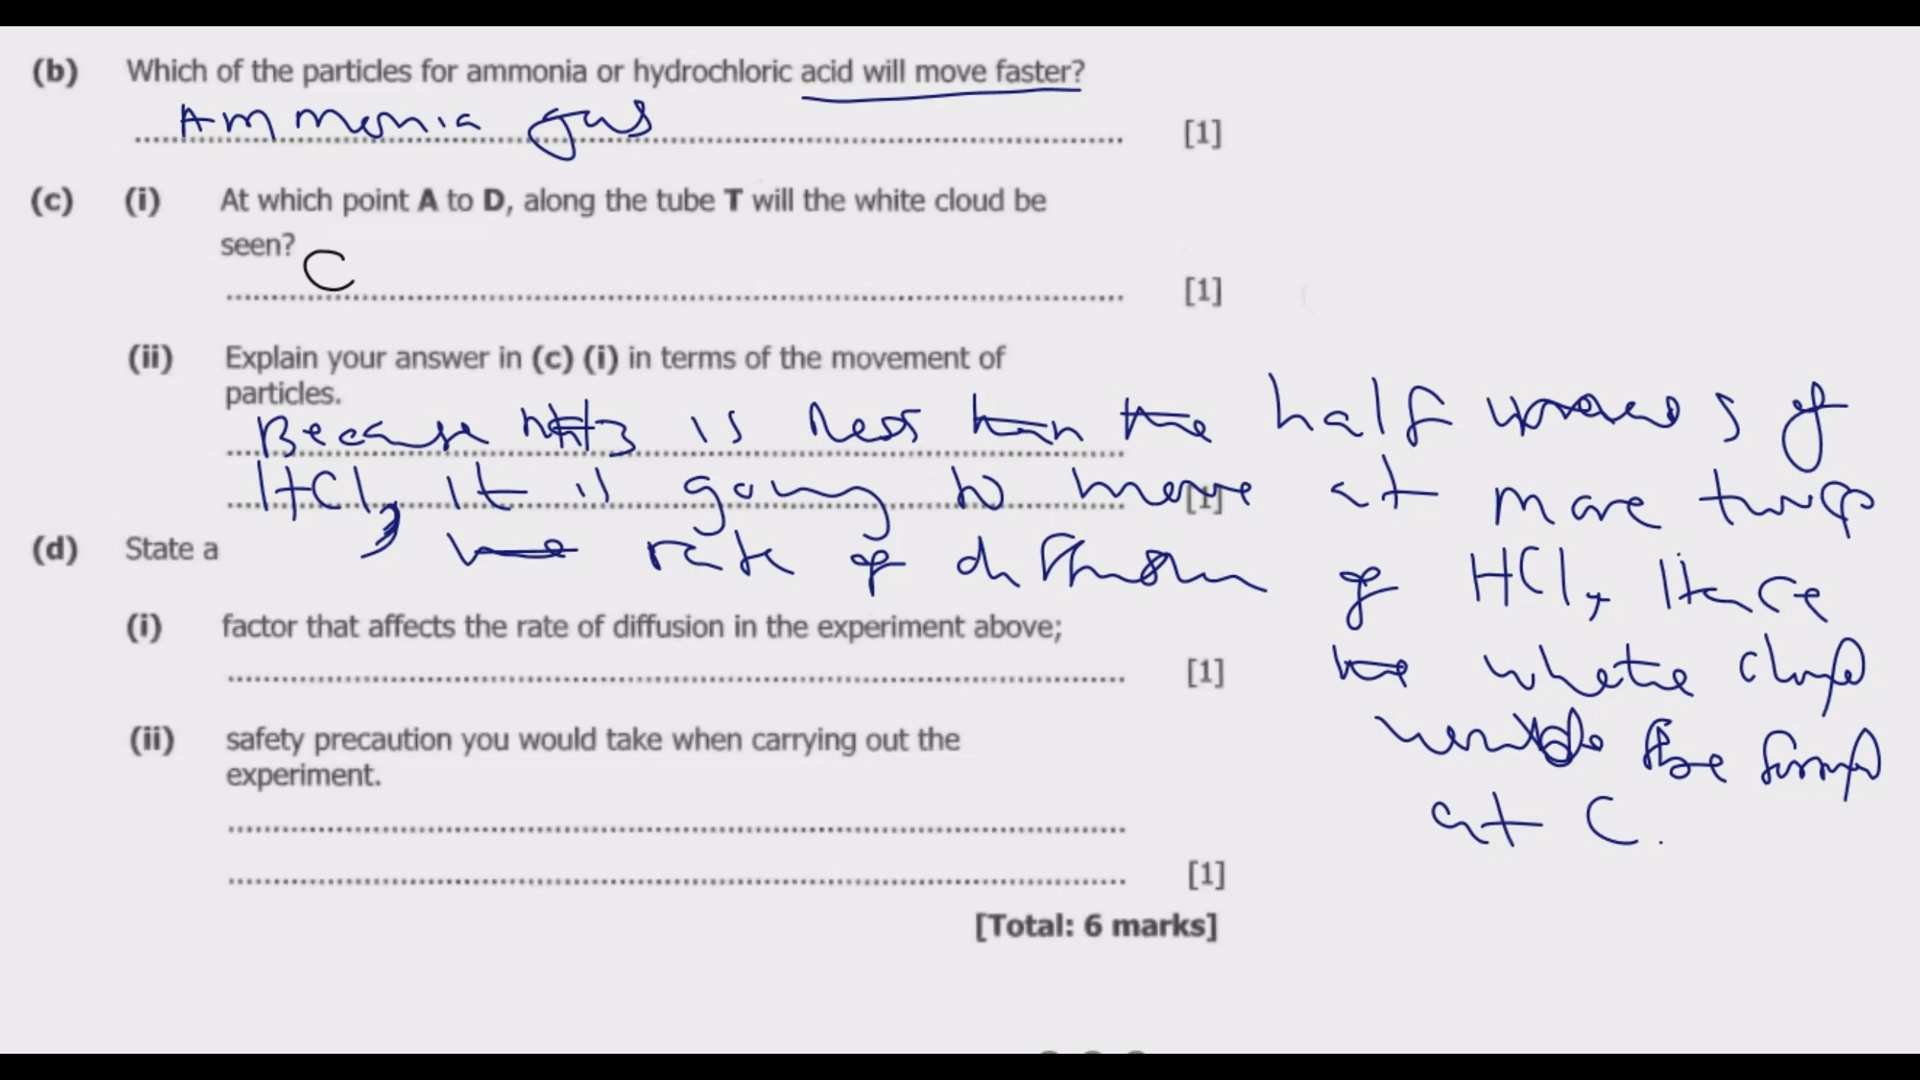 (b) Which of the particles for ammonia or hydrochloric acid will move faster?
Ammonia gas [1]
(c) (i) At which point A to D, along the tube T will the white cloud be
seen?
C
[1]
(ii) Explain your answer in (c) (i) in terms of the movement of
particles.
Because NH3 is less than the half of
HCl, it is going to move at more twice [1]
(d) State a
the rate of diffusion of HCl, Hence
(i) factor that affects the rate of diffusion in the experiment above;
[1]
the white cloud
(ii) safety precaution you would take when carrying out the
experiment.
be formed
at C.
[1]
[Total: 6 marks]